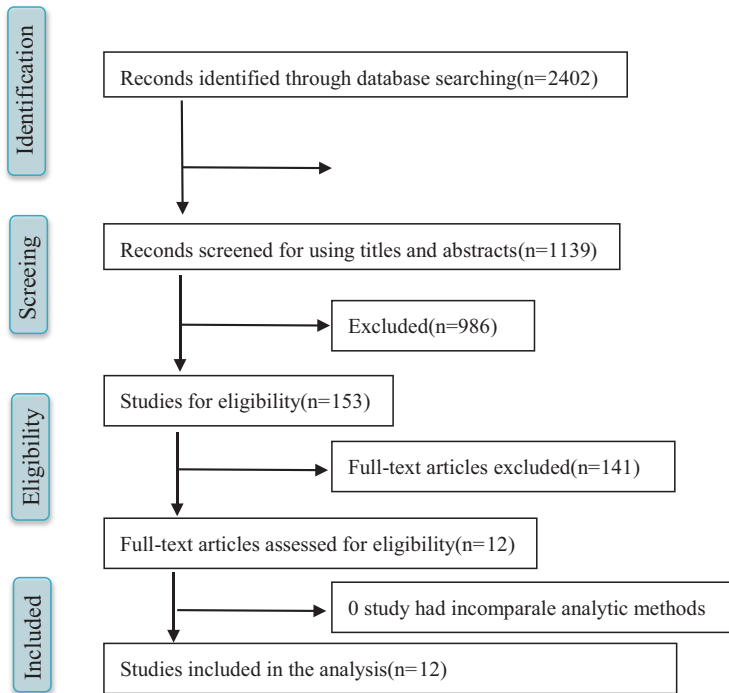 Identification
Reconds identified through database searching(n=2402)
Screeing
Reconds screened for using titles and abstracts(n=1139)
Excluded(n=986)
Eligibility
Studies for eligibility(n=153)
Full-text articles excluded(n=141)
Full-text articles assessed for eligibility(n=12)
Included
0 study had incomparale analytic methods
Studies included in the analysis(n=12)